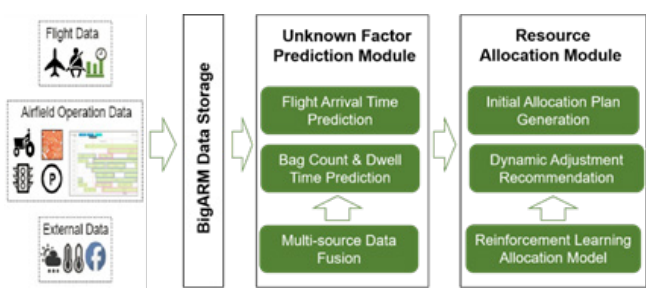 Flight Data
Airfield Operation Data
P
External Data
BigARM Data Storage
Unknown Factor
Prediction Module
Flight Arrival Time
Prediction
Bag Count & Dwell
Time Prediction
Multi-source Data
Fusion
Resource
Allocation Module
Initial Allocation Plan
Generation
Dynamic Adjustment
Recommendation
Reinforcement Learning
Allocation Model